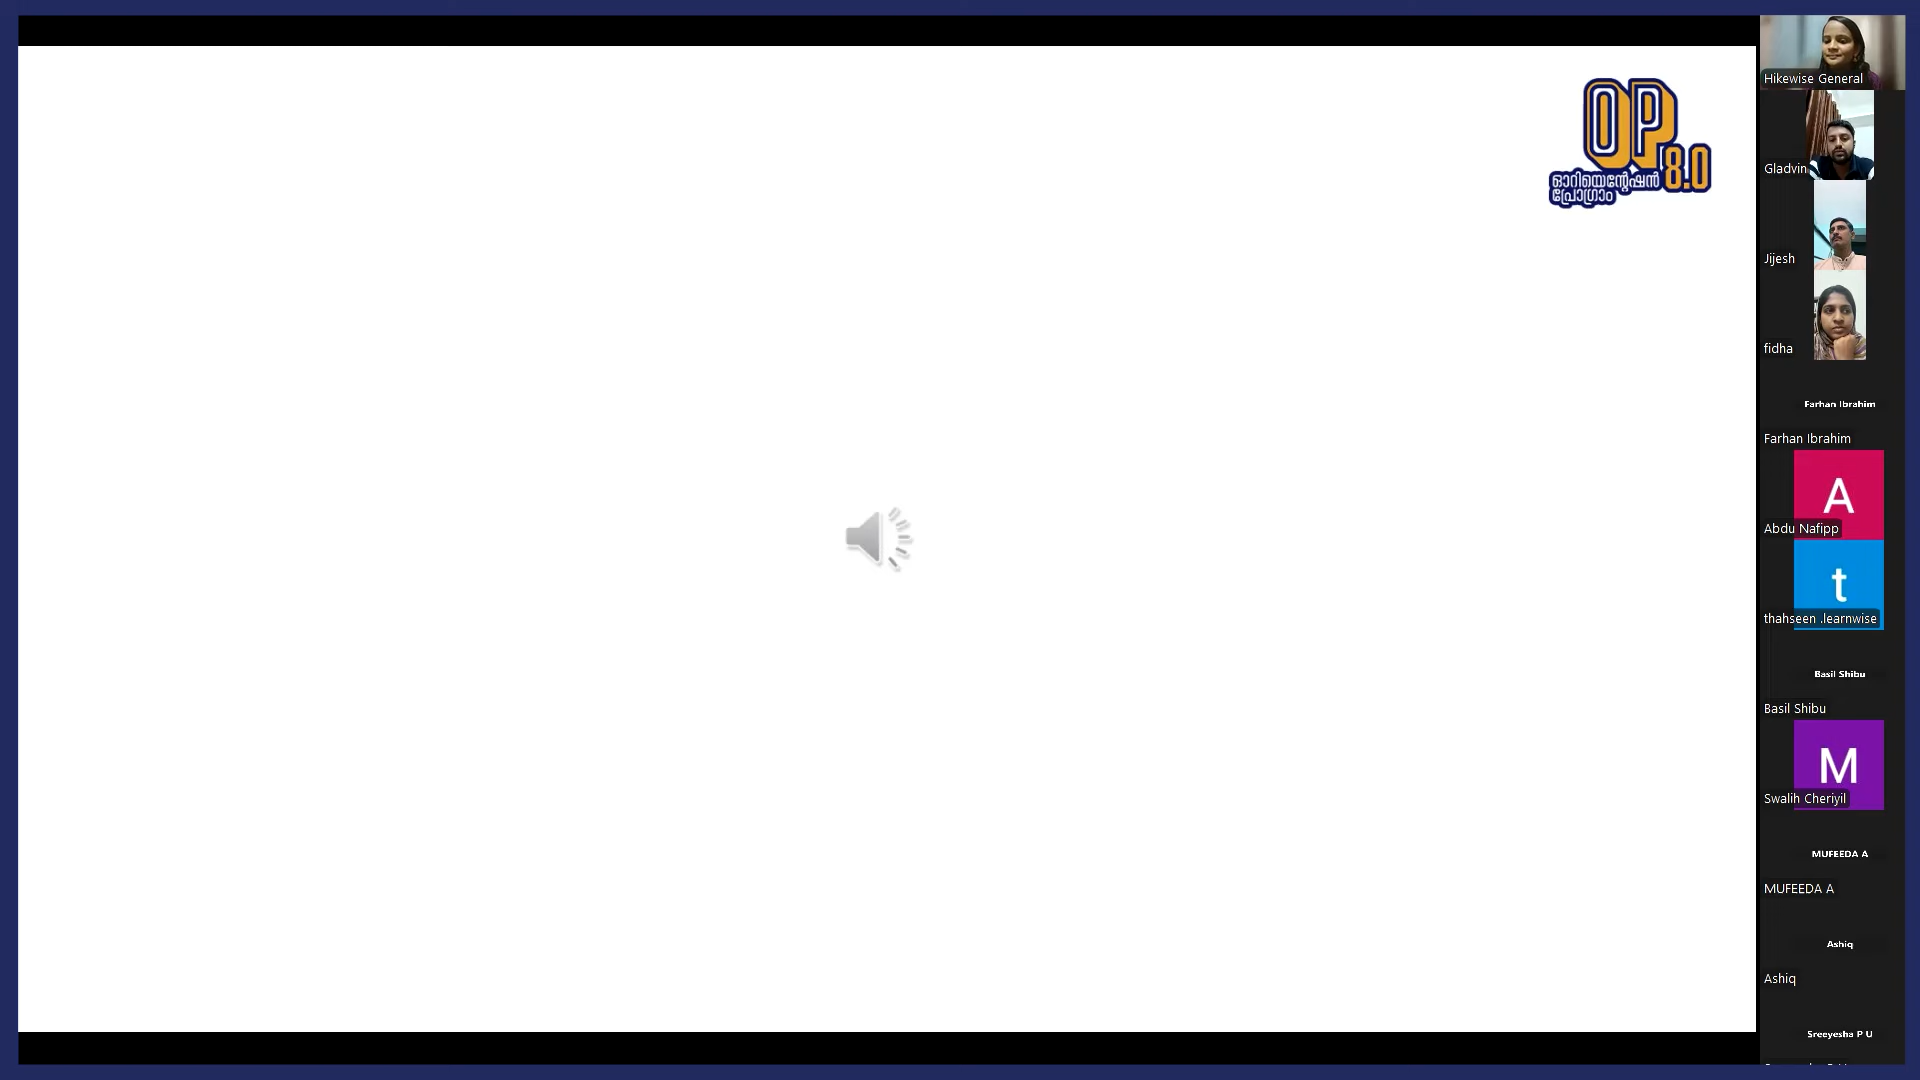 OP
8.0
ഓറിയെന്റേഷൻ
പ്രോഗ്രാം
Hikewise General
Gladvin
Jijesh
fidha
Farhan Ibrahim
Farhan Ibrahim
A
Abdu Nafipp
t
thahseen .learnwise
Basil Shibu
Basil Shibu
M
Swalih Cheriyil
MUFEEDA A
MUFEEDA A
Ashiq
Ashiq
Sreeyesha P U